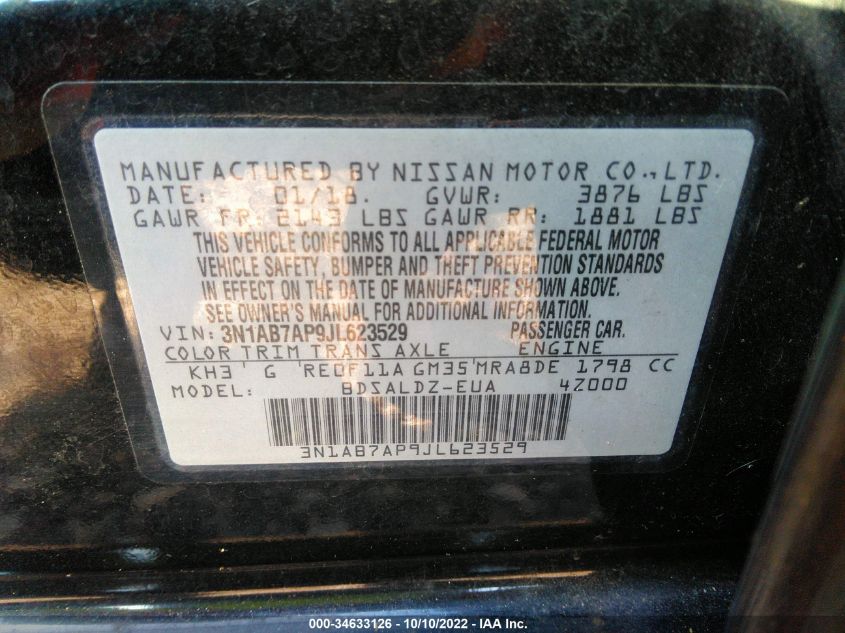 MANUFACTURED BY NISSAN MOTOR CO., LTD.
DATE: 01/18. GVWR: 3876 LBS
GAWR FR: 2143 LBS GAWR RR: 1881 LBS
THIS VEHICLE CONFORMS TO ALL APPLICABLE FEDERAL MOTOR
VEHICLE SAFETY, BUMPER AND THEFT PREVENTION STANDARDS
IN EFFECT ON THE DATE OF MANUFACTURE SHOWN ABOVE.
SEE OWNER'S MANUAL FOR ADDITIONAL INFORMATION.
VIN: 3N1AB7AP9JL623529 PASSENGER CAR.
COLOR TRIM TRANS AXLE ENGINE
KH3 G RE0F11A GM35 MRA8DE 1798 CC
MODEL: BDSALDZ-EUA 4Z000
3N1AB7AP9JL623529
000-34633126 - 10/10/2022 - IAA Inc.